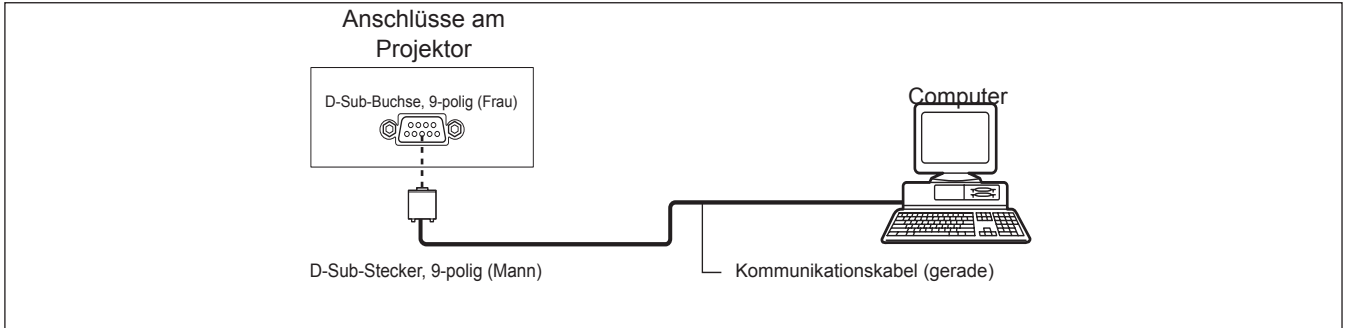 Anschlüsse am
Projektor
D-Sub-Buchse, 9-polig (Frau)
Computer
D-Sub-Stecker, 9-polig (Mann)
Kommunikationskabel (gerade)